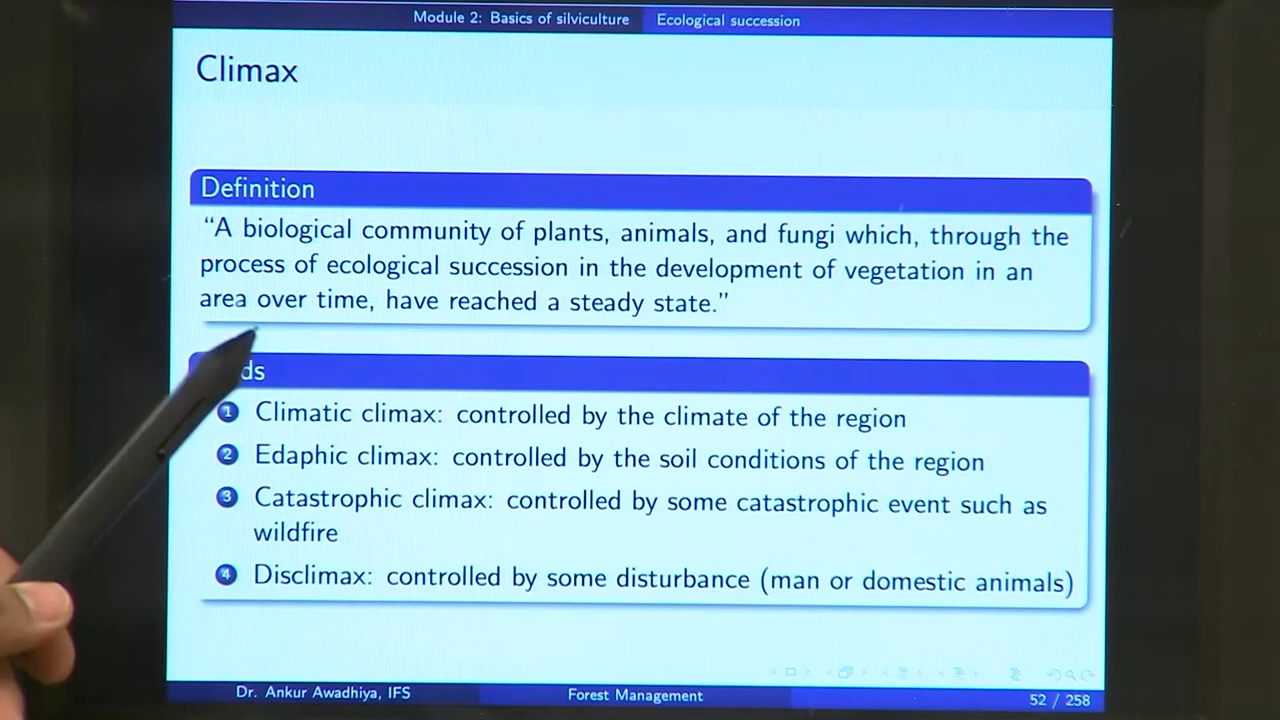 Module 2: Basics of silviculture Ecological succession
Climax
Definition
“A biological community of plants, animals, and fungi which, through the
process of ecological succession in the development of vegetation in an
area over time, have reached a steady state.”
ds
1 Climatic climax: controlled by the climate of the region
2 Edaphic climax: controlled by the soil conditions of the region
3 Catastrophic climax: controlled by some catastrophic event such as
wildfire
4 Disclimax: controlled by some disturbance (man or domestic animals)
Dr. Ankur Awadhiya, IFS Forest Management 52 / 258